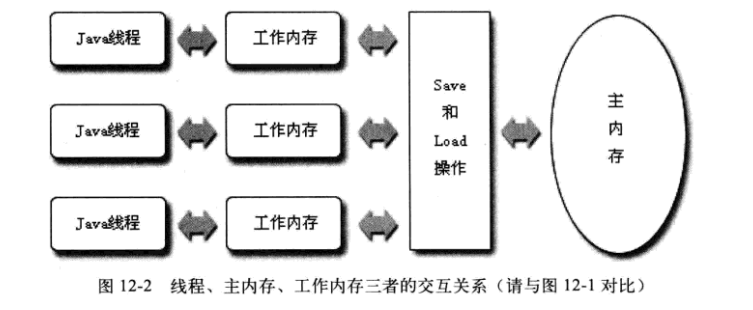 Java线程
工作内存
Java线程
工作内存
Java线程
工作内存
Save
和
Load
操作
主
内
存
图 12-2 线程、主内存、工作内存三者的交互关系（请与图 12-1 对比）